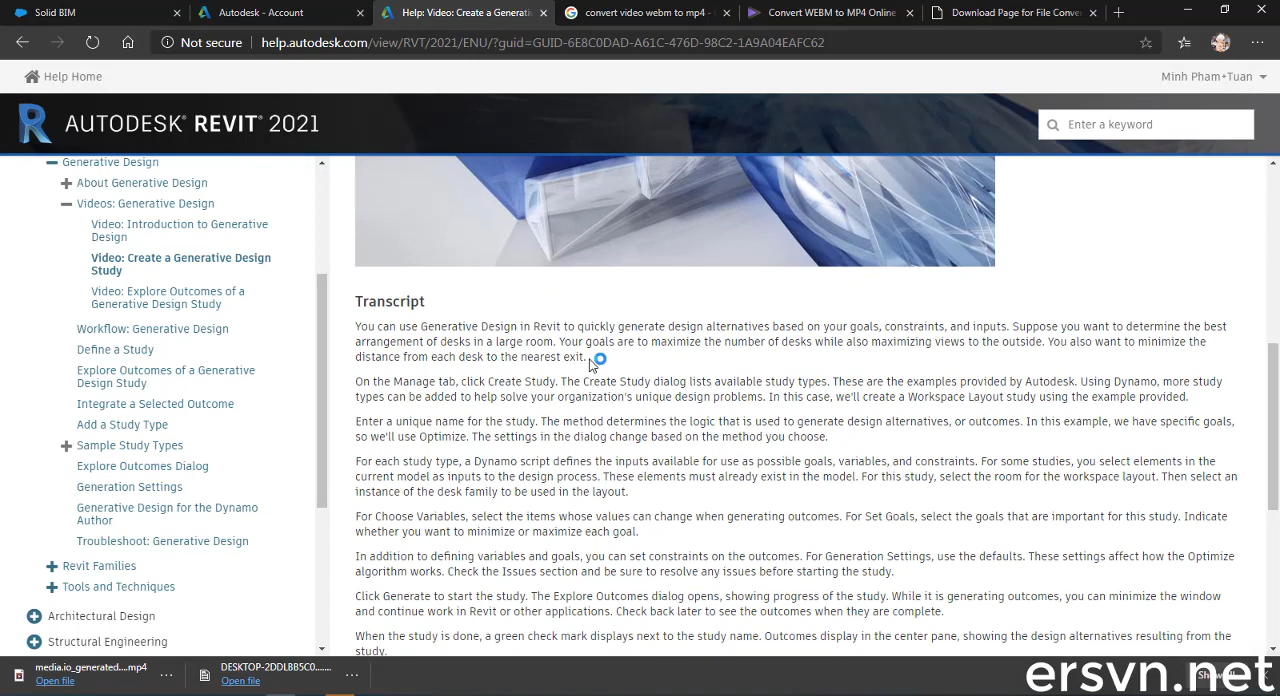 Solid BIM
Autodesk - Account
Help: Video: Create a Generati
convert video webm to mp4 -
Convert WEBM to MP4 Online
Download Page for File Conver
Not secure
help.autodesk.com/view/RVT/2021/ENU/?guid=GUID-6E8C0DAD-A61C-476D-98C2-1A9A04EAFC62
Help Home
Minh Pham+Tuan
AUTODESK® REVIT® 2021
Enter a keyword
Generative Design
About Generative Design
Videos: Generative Design
Video: Introduction to Generative
Design
Video: Create a Generative Design
Study
Video: Explore Outcomes of a
Generative Design Study
Workflow: Generative Design
Define a Study
Explore Outcomes of a Generative
Design Study
Integrate a Selected Outcome
Add a Study Type
Sample Study Types
Explore Outcomes Dialog
Generation Settings
Generative Design for the Dynamo
Author
Troubleshoot: Generative Design
Revit Families
Tools and Techniques
Architectural Design
Structural Engineering
Transcript
You can use Generative Design in Revit to quickly generate design alternatives based on your goals, constraints, and inputs. Suppose you want to determine the best
arrangement of desks in a large room. Your goals are to maximize the number of desks while also maximizing views to the outside. You also want to minimize the
distance from each desk to the nearest exit.
On the Manage tab, click Create Study. The Create Study dialog lists available study types. These are the examples provided by Autodesk. Using Dynamo, more study
types can be added to help solve your organization's unique design problems. In this case, we'll create a Workspace Layout study using the example provided.
Enter a unique name for the study. The method determines the logic that is used to generate design alternatives, or outcomes. In this example, we have specific goals,
so we'll use Optimize. The settings in the dialog change based on the method you choose.
For each study type, a Dynamo script defines the inputs available for use as possible goals, variables, and constraints. For some studies, you select elements in the
current model as inputs to the design process. These elements must already exist in the model. For this study, select the room for the workspace layout. Then select an
instance of the desk family to be used in the layout.
For Choose Variables, select the items whose values can change when generating outcomes. For Set Goals, select the goals that are important for this study. Indicate
whether you want to minimize or maximize each goal.
In addition to defining variables and goals, you can set constraints on the outcomes. For Generation Settings, use the defaults. These settings affect how the Optimize
algorithm works. Check the Issues section and be sure to resolve any issues before starting the study.
Click Generate to start the study. The Explore Outcomes dialog opens, showing progress of the study. While it is generating outcomes, you can minimize the window
and continue work in Revit or other applications. Check back later to see the outcomes when they are complete.
When the study is done, a green check mark displays next to the study name. Outcomes display in the center pane, showing the design alternatives resulting from the
study.
media.io_generated....mp4
Open file
DESKTOP-2DDLBB5C0.......
Open file
ersvn.net